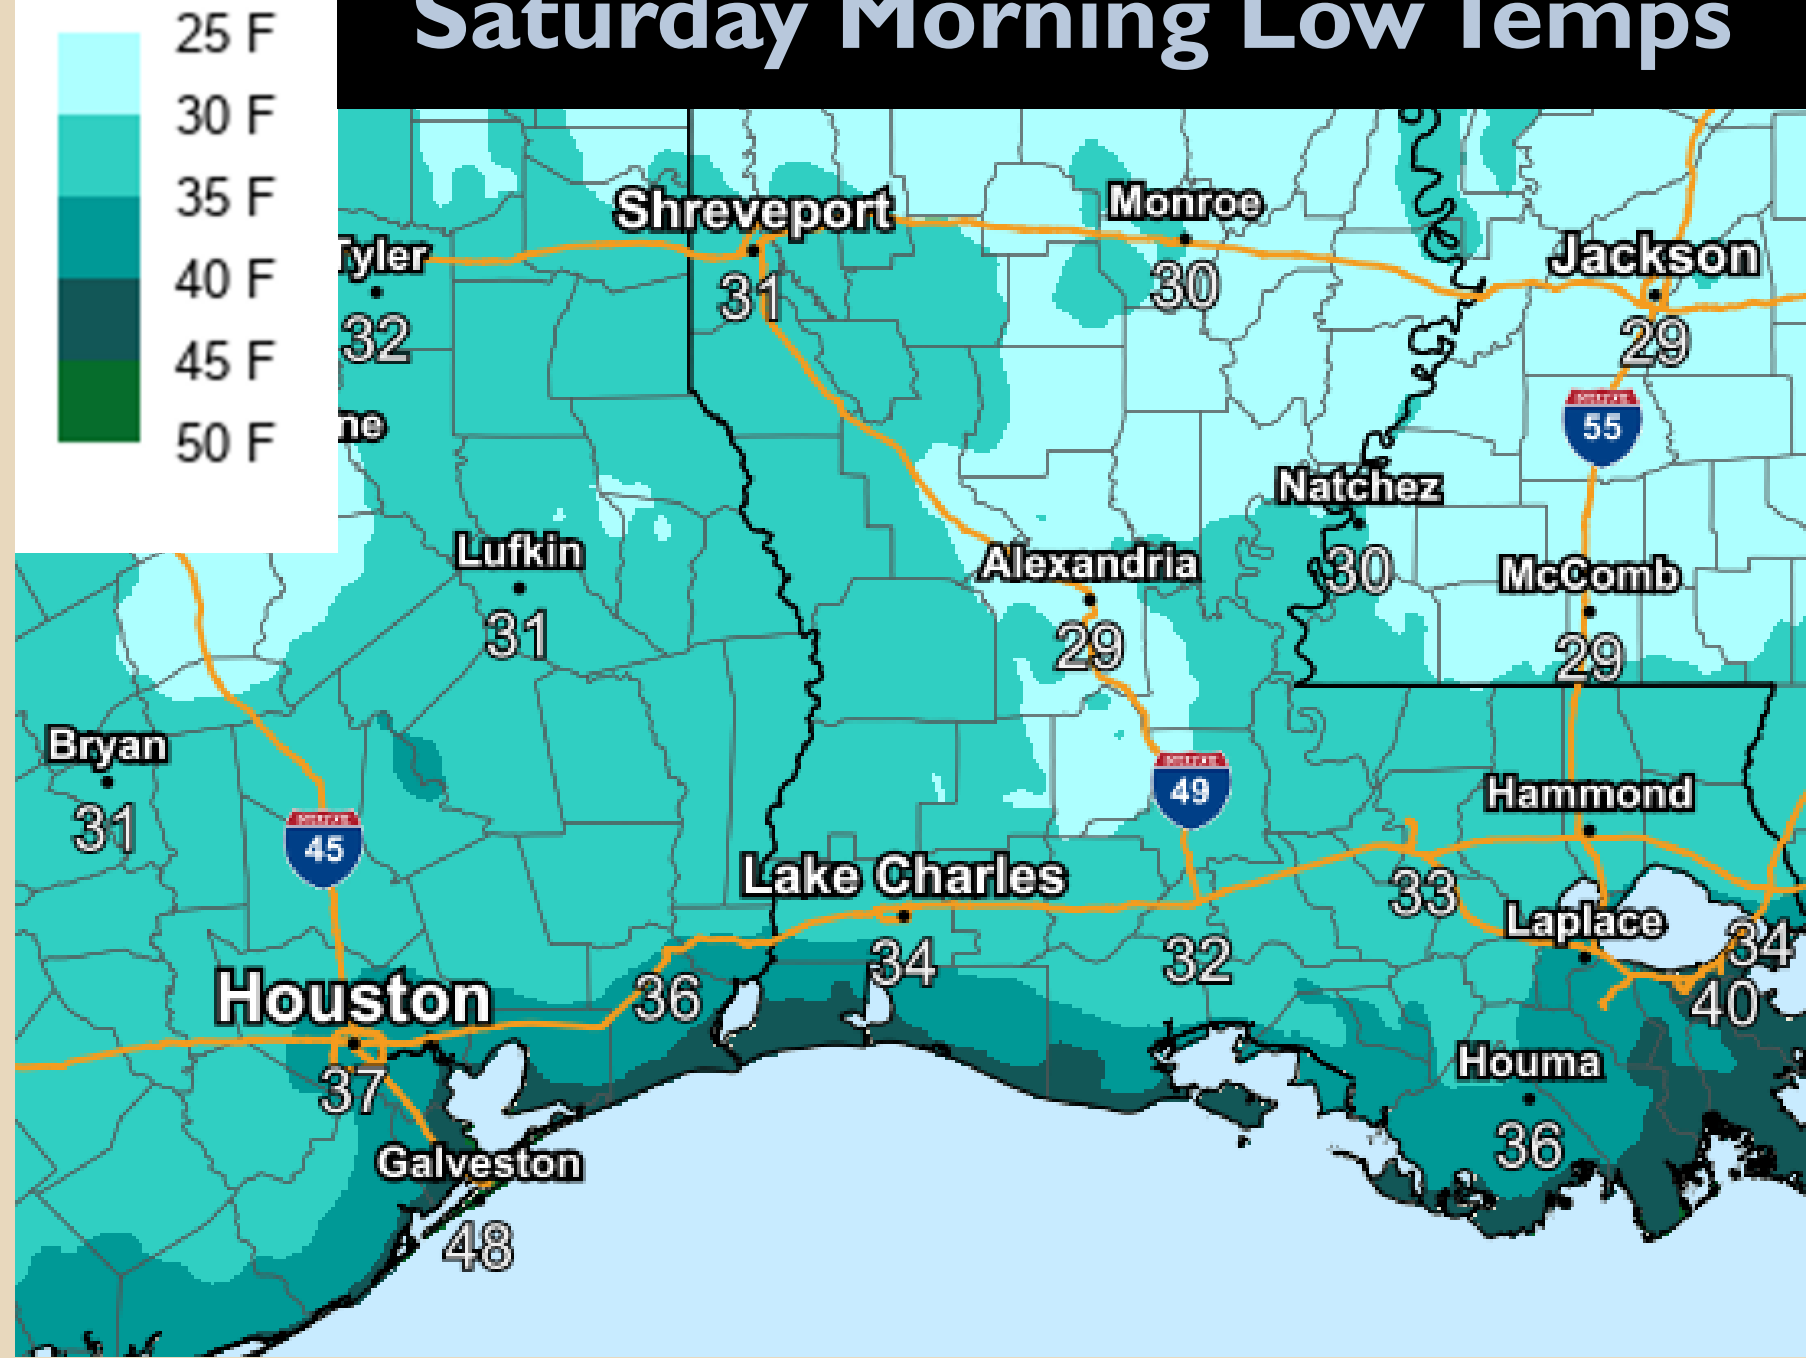 Saturday Morning Low Temps
25 F
30 F
35 F
40 F
45 F
50 F
Shreveport
31
Monroe
30
Jackson
29
Tyler
32
ne
55
Natchez
30
Lufkin
31
Alexandria
29
McComb
29
Bryan
31
45
49
Hammond
Lake Charles
34
33
32
Laplace
34
40
Houston
37
36
Houma
36
Galveston
48